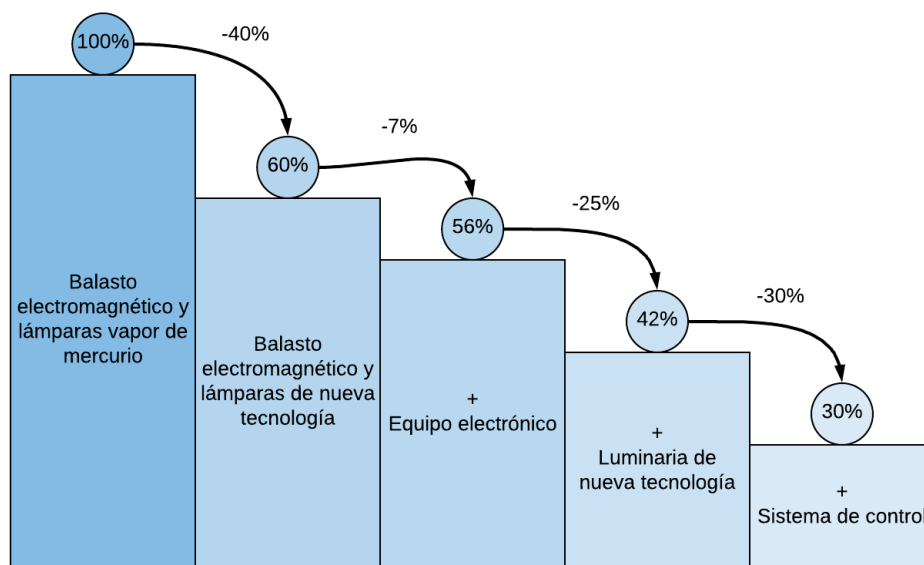 100%
-40%
60%
-7%
56%
-25%
42%
-30%
30%
Balasto
electromagnético y
lámparas vapor de
mercurio
Balasto
electromagnético y
lámparas de nueva
tecnología
+
Equipo electrónico
+
Luminaria de
nueva tecnología
+
Sistema de control